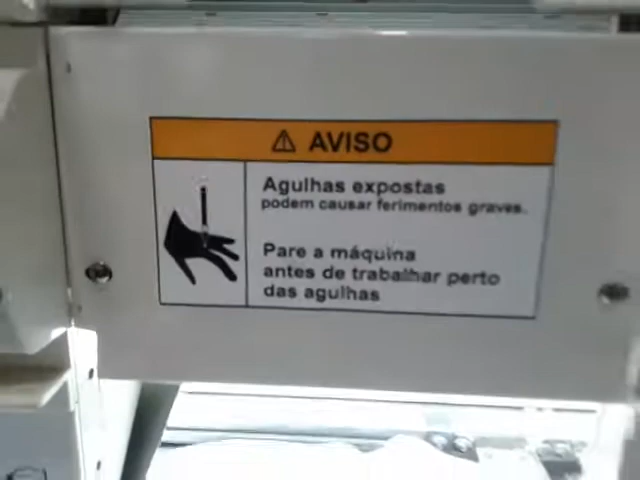 AVISO
Agulhas expostas
podem causar ferimentos graves.
Pare a máquina
antes de trabalhar perto
das agulhas